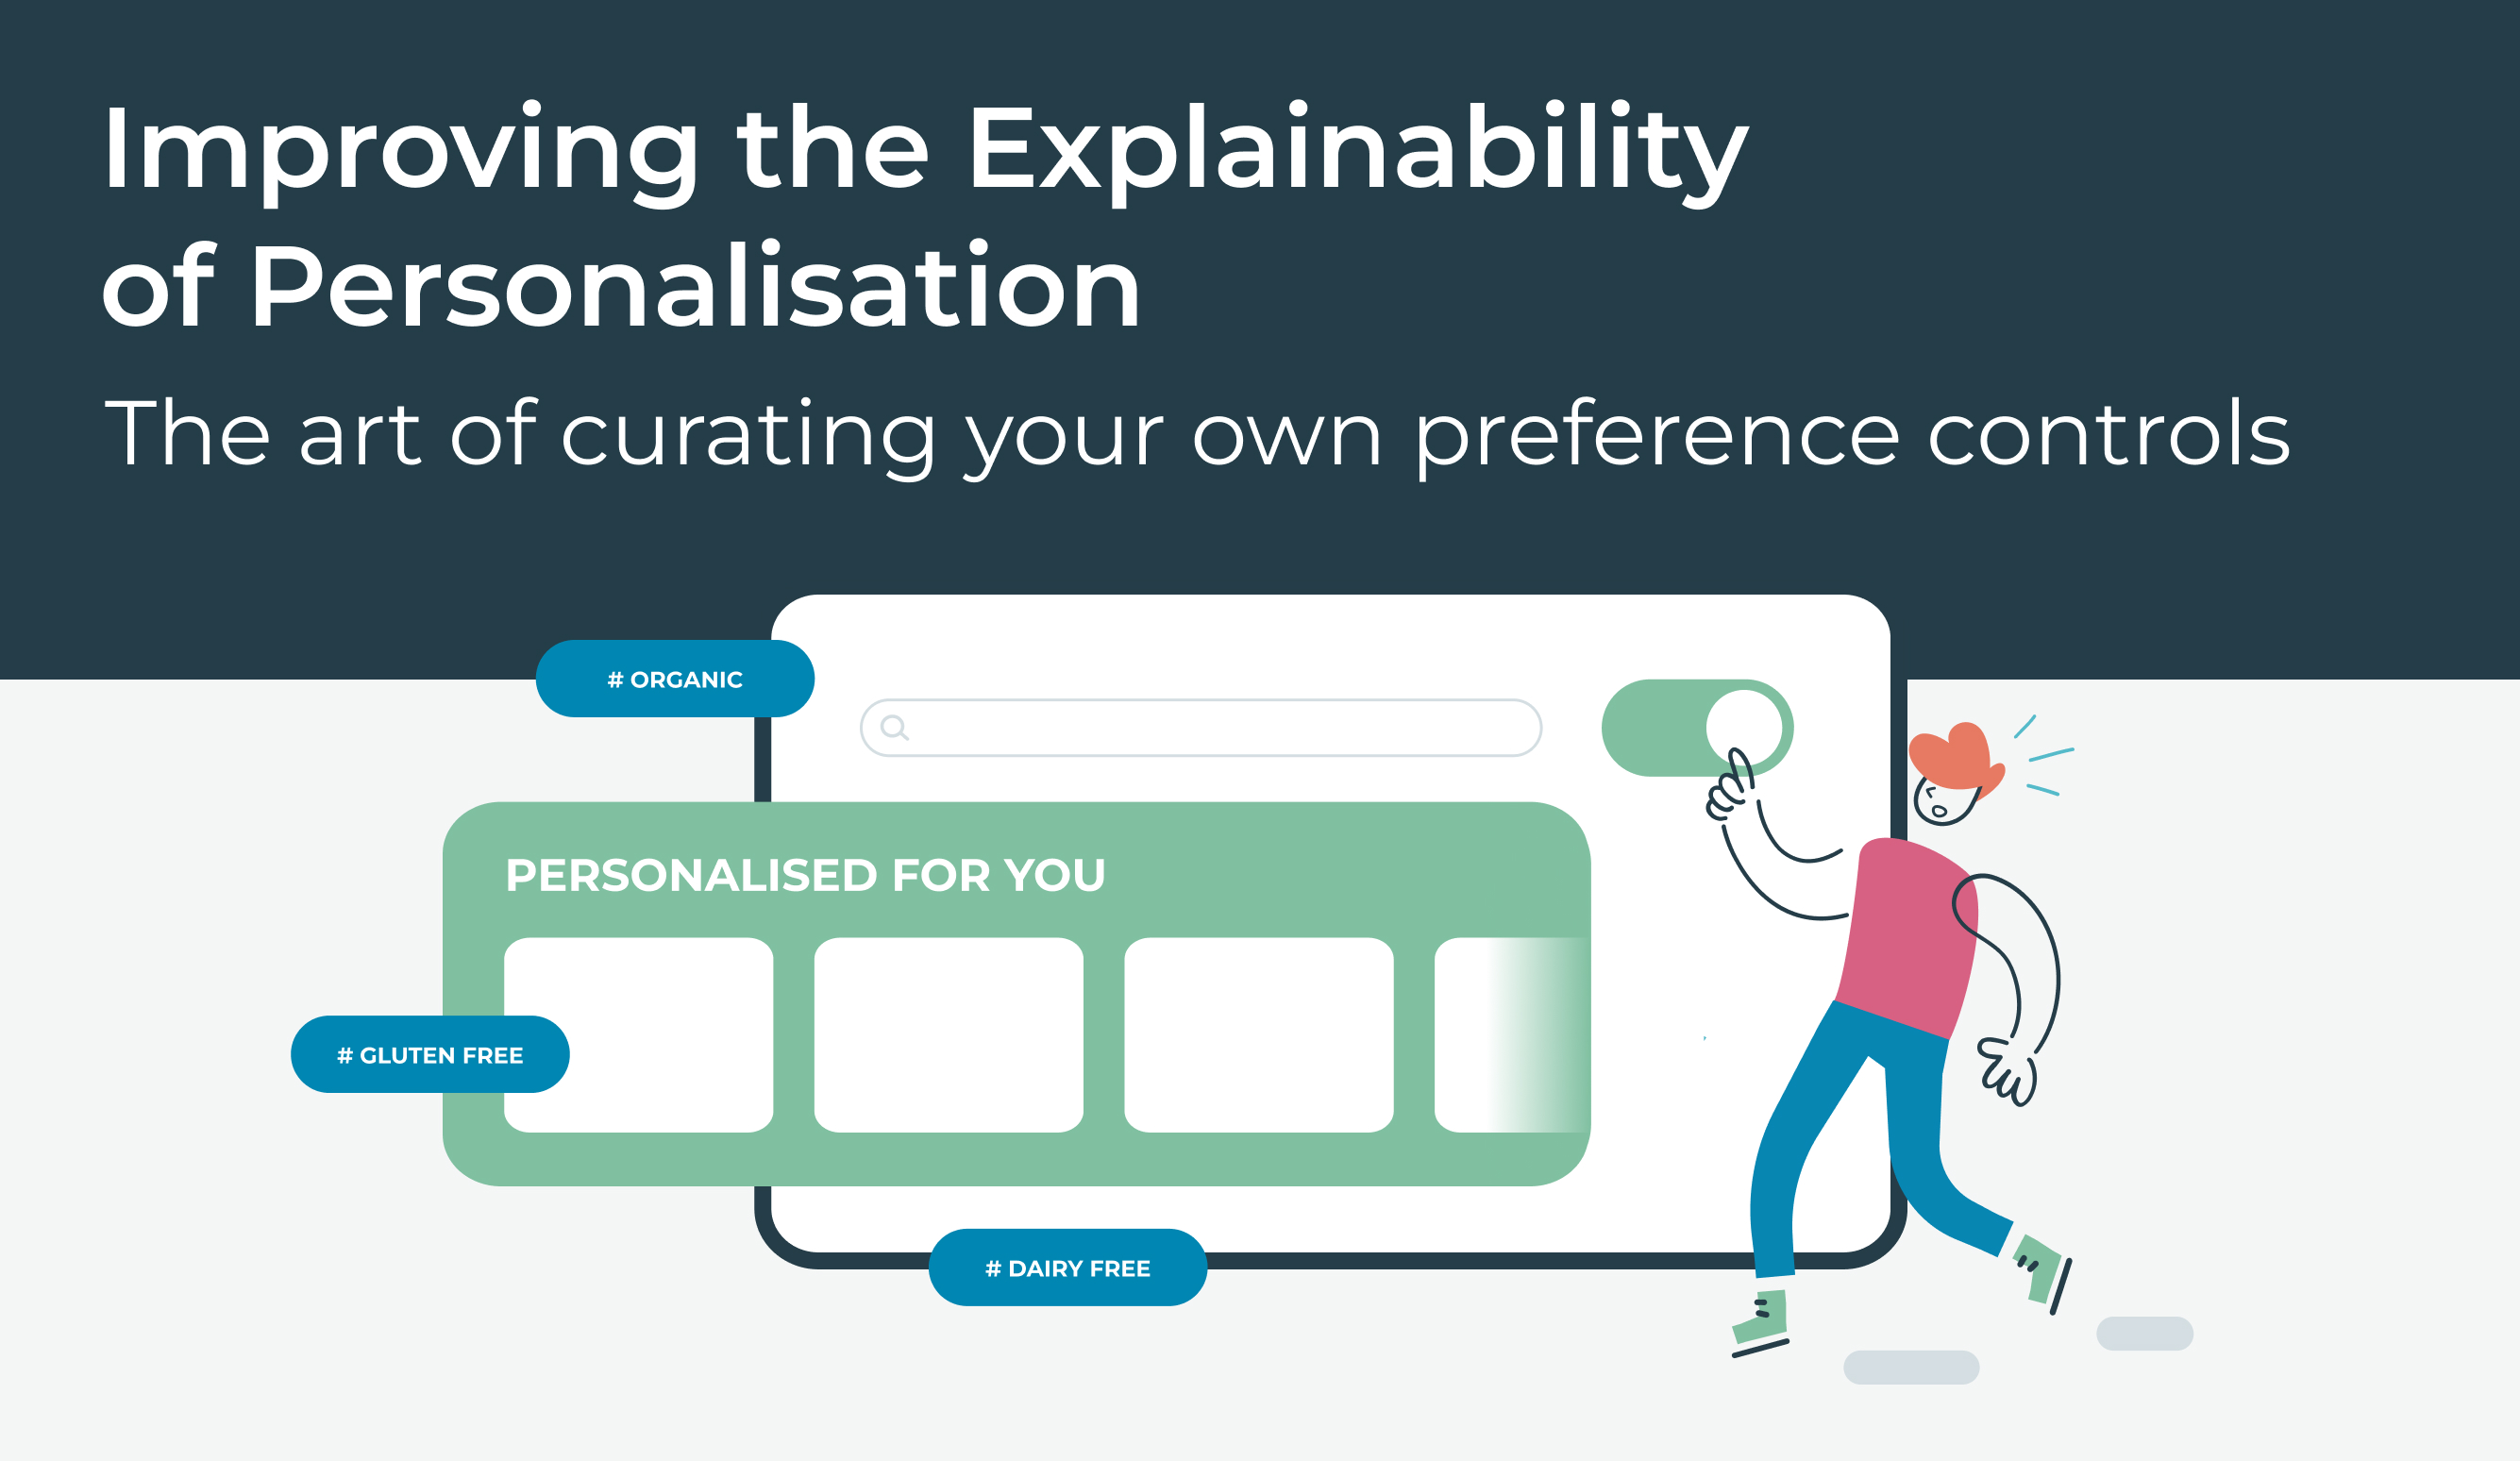 Improving the Explainability
of Personalisation
The art of curating your own preference controls
# ORGANIC
PERSONALISED FOR YOU
# GLUTEN FREE
# DAIRY FREE